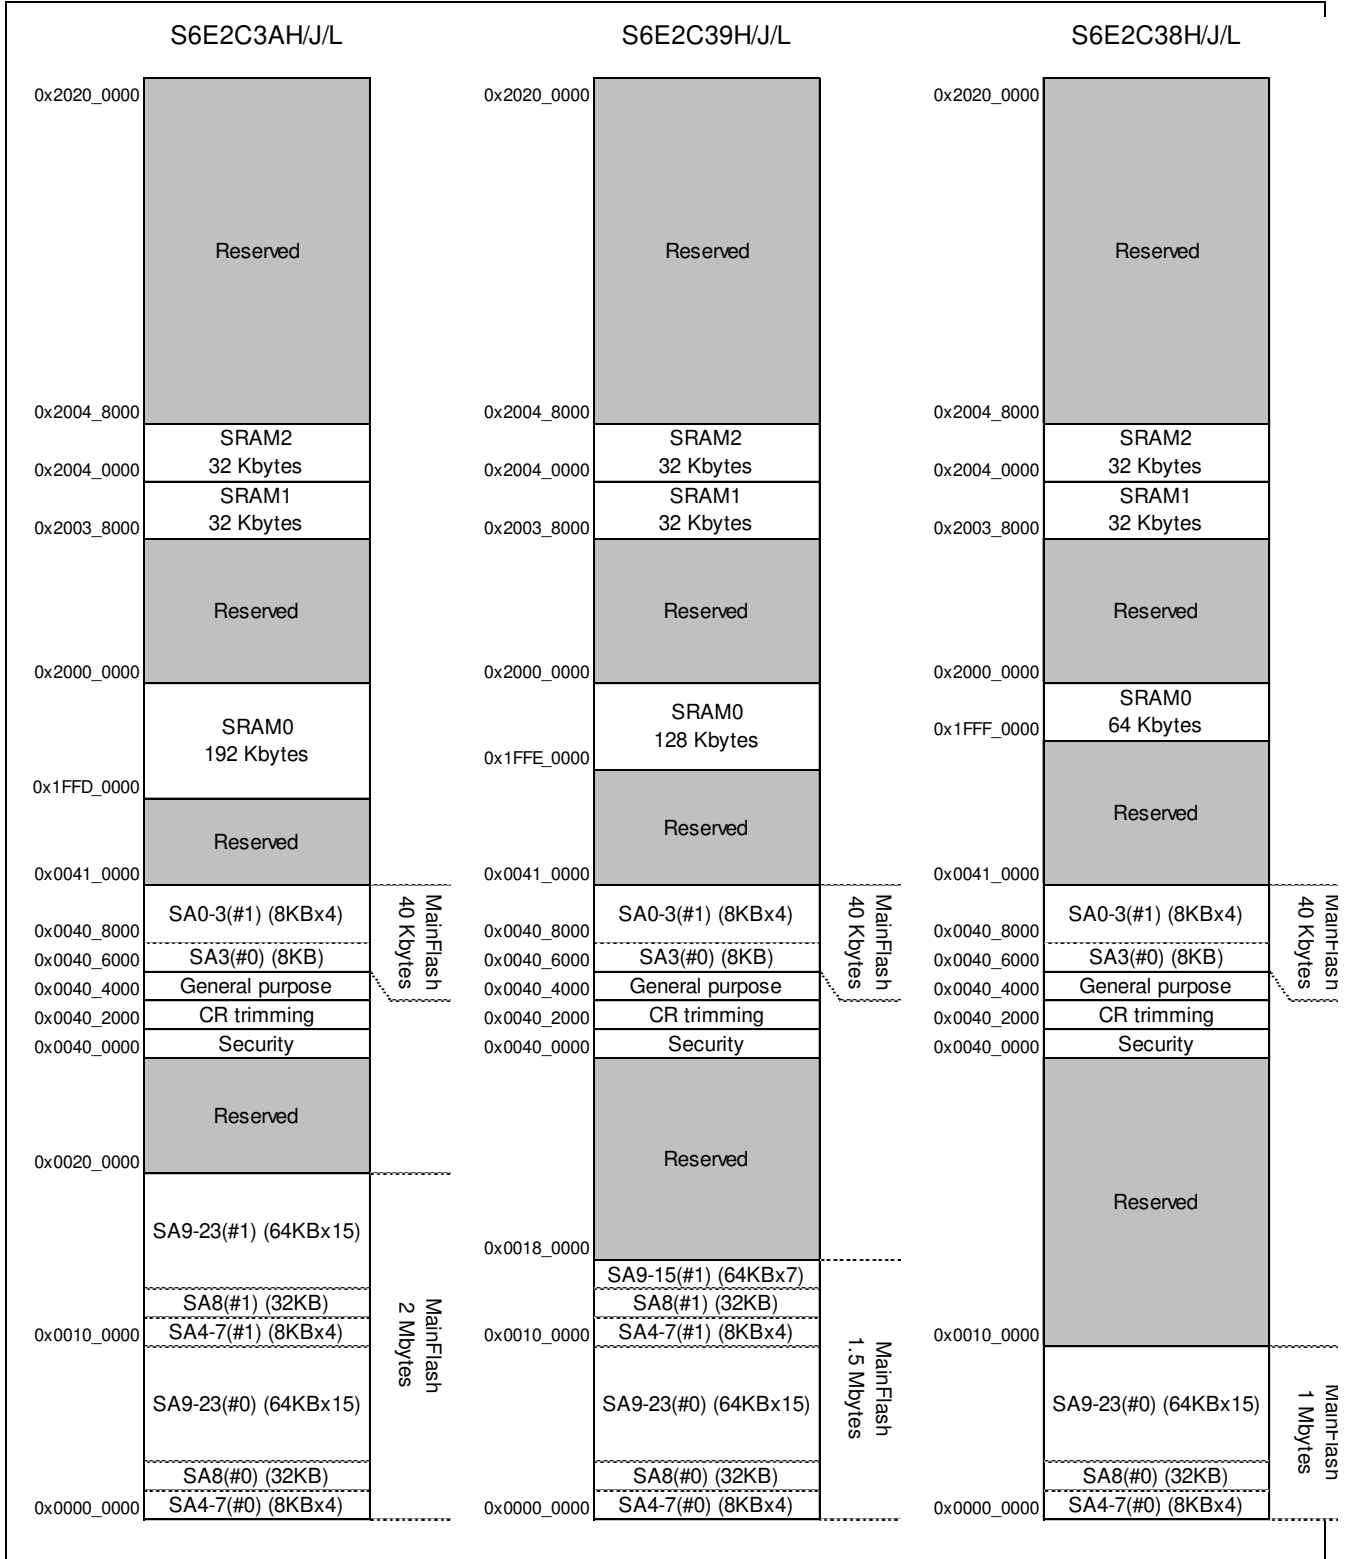 S6E2C3AH/J/L
0x2020_0000
Reserved
0x2004_8000
SRAM2
32 Kbytes
0x2004_0000
SRAM1
32 Kbytes
0x2003_8000
Reserved
0x2000_0000
SRAM0
192 Kbytes
0x1FFD_0000
Reserved
0x0041_0000
SA0-3(#1) (8KBx4)
0x0040_8000
SA3(#0) (8KB)
0x0040_6000
General purpose
0x0040_4000
CR trimming
0x0040_2000
Security
0x0040_0000
MainFlash
40 Kbytes
Reserved
0x0020_0000
SA9-23(#1) (64KBx15)
SA8(#1) (32KB)
SA4-7(#1) (8KBx4)
0x0010_0000
SA9-23(#0) (64KBx15)
SA8(#0) (32KB)
SA4-7(#0) (8KBx4)
0x0000_0000
MainFlash
2 Mbytes
S6E2C39H/J/L
0x2020_0000
Reserved
0x2004_8000
SRAM2
32 Kbytes
0x2004_0000
SRAM1
32 Kbytes
0x2003_8000
Reserved
0x2000_0000
SRAM0
128 Kbytes
0x1FFE_0000
Reserved
0x0041_0000
SA0-3(#1) (8KBx4)
0x0040_8000
SA3(#0) (8KB)
0x0040_6000
General purpose
0x0040_4000
CR trimming
0x0040_2000
Security
0x0040_0000
MainFlash
40 Kbytes
Reserved
0x0018_0000
SA9-15(#1) (64KBx7)
SA8(#1) (32KB)
SA4-7(#1) (8KBx4)
0x0010_0000
SA9-23(#0) (64KBx15)
SA8(#0) (32KB)
SA4-7(#0) (8KBx4)
0x0000_0000
MainFlash
1.5 Mbytes
S6E2C38H/J/L
0x2020_0000
Reserved
0x2004_8000
SRAM2
32 Kbytes
0x2004_0000
SRAM1
32 Kbytes
0x2003_8000
Reserved
0x2000_0000
SRAM0
64 Kbytes
0x1FFF_0000
Reserved
0x0041_0000
SA0-3(#1) (8KBx4)
0x0040_8000
SA3(#0) (8KB)
0x0040_6000
General purpose
0x0040_4000
CR trimming
0x0040_2000
Security
0x0040_0000
MainFlash
40 Kbytes
Reserved
0x0010_0000
SA9-23(#0) (64KBx15)
SA8(#0) (32KB)
SA4-7(#0) (8KBx4)
0x0000_0000
MainFlash
1 Mbytes